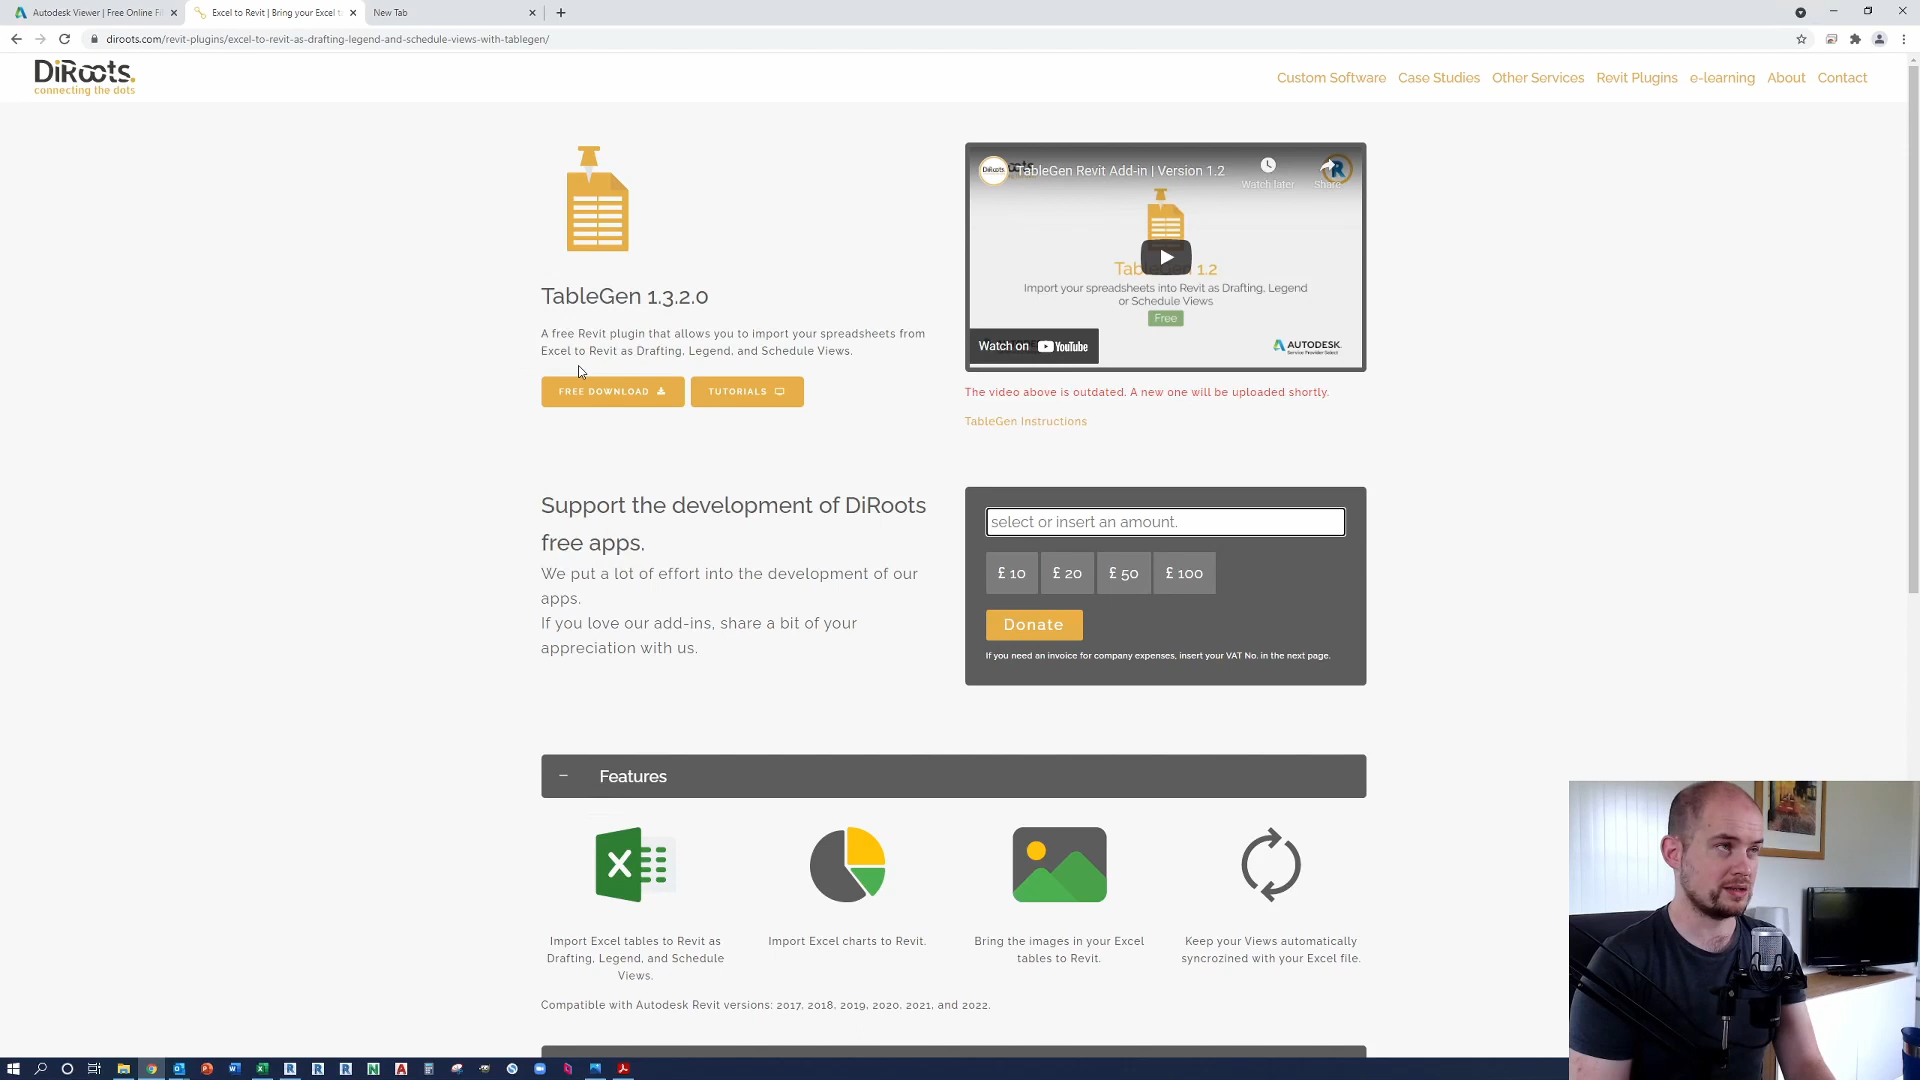 Autodesk Viewer | Free Online Fi
Excel to Revit | Bring your Excel t
New Tab
diroots.com/revit-plugins/excel-to-revit-as-drafting-legend-and-schedule-views-with-tablegen/
DiRoots.
connecting the dots
Custom Software Case Studies Other Services Revit Plugins e-learning About Contact
TableGen 1.3.2.0
A free Revit plugin that allows you to import your spreadsheets from
Excel to Revit as Drafting, Legend, and Schedule Views.
FREE DOWNLOAD
TUTORIALS
TableGen Revit Add-in | Version 1.2
Watch later
Share
TableGen 1.2
Import your spreadsheets into Revit as Drafting, Legend
or Schedule Views
Free
Watch on YouTube
AUTODESK
Service Provider Select
The video above is outdated. A new one will be uploaded shortly.
TableGen Instructions
Support the development of DiRoots
free apps.
We put a lot of effort into the development of our
apps.
If you love our add-ins, share a bit of your
appreciation with us.
select or insert an amount.
£ 10 £ 20 £ 50 £ 100
Donate
If you need an invoice for company expenses, insert your VAT No. in the next page.
Features
Import Excel tables to Revit as
Drafting, Legend, and Schedule
Views.
Import Excel charts to Revit.
Bring the images in your Excel
tables to Revit.
Keep your Views automatically
syncrozined with your Excel file.
Compatible with Autodesk Revit versions: 2017, 2018, 2019, 2020, 2021, and 2022.